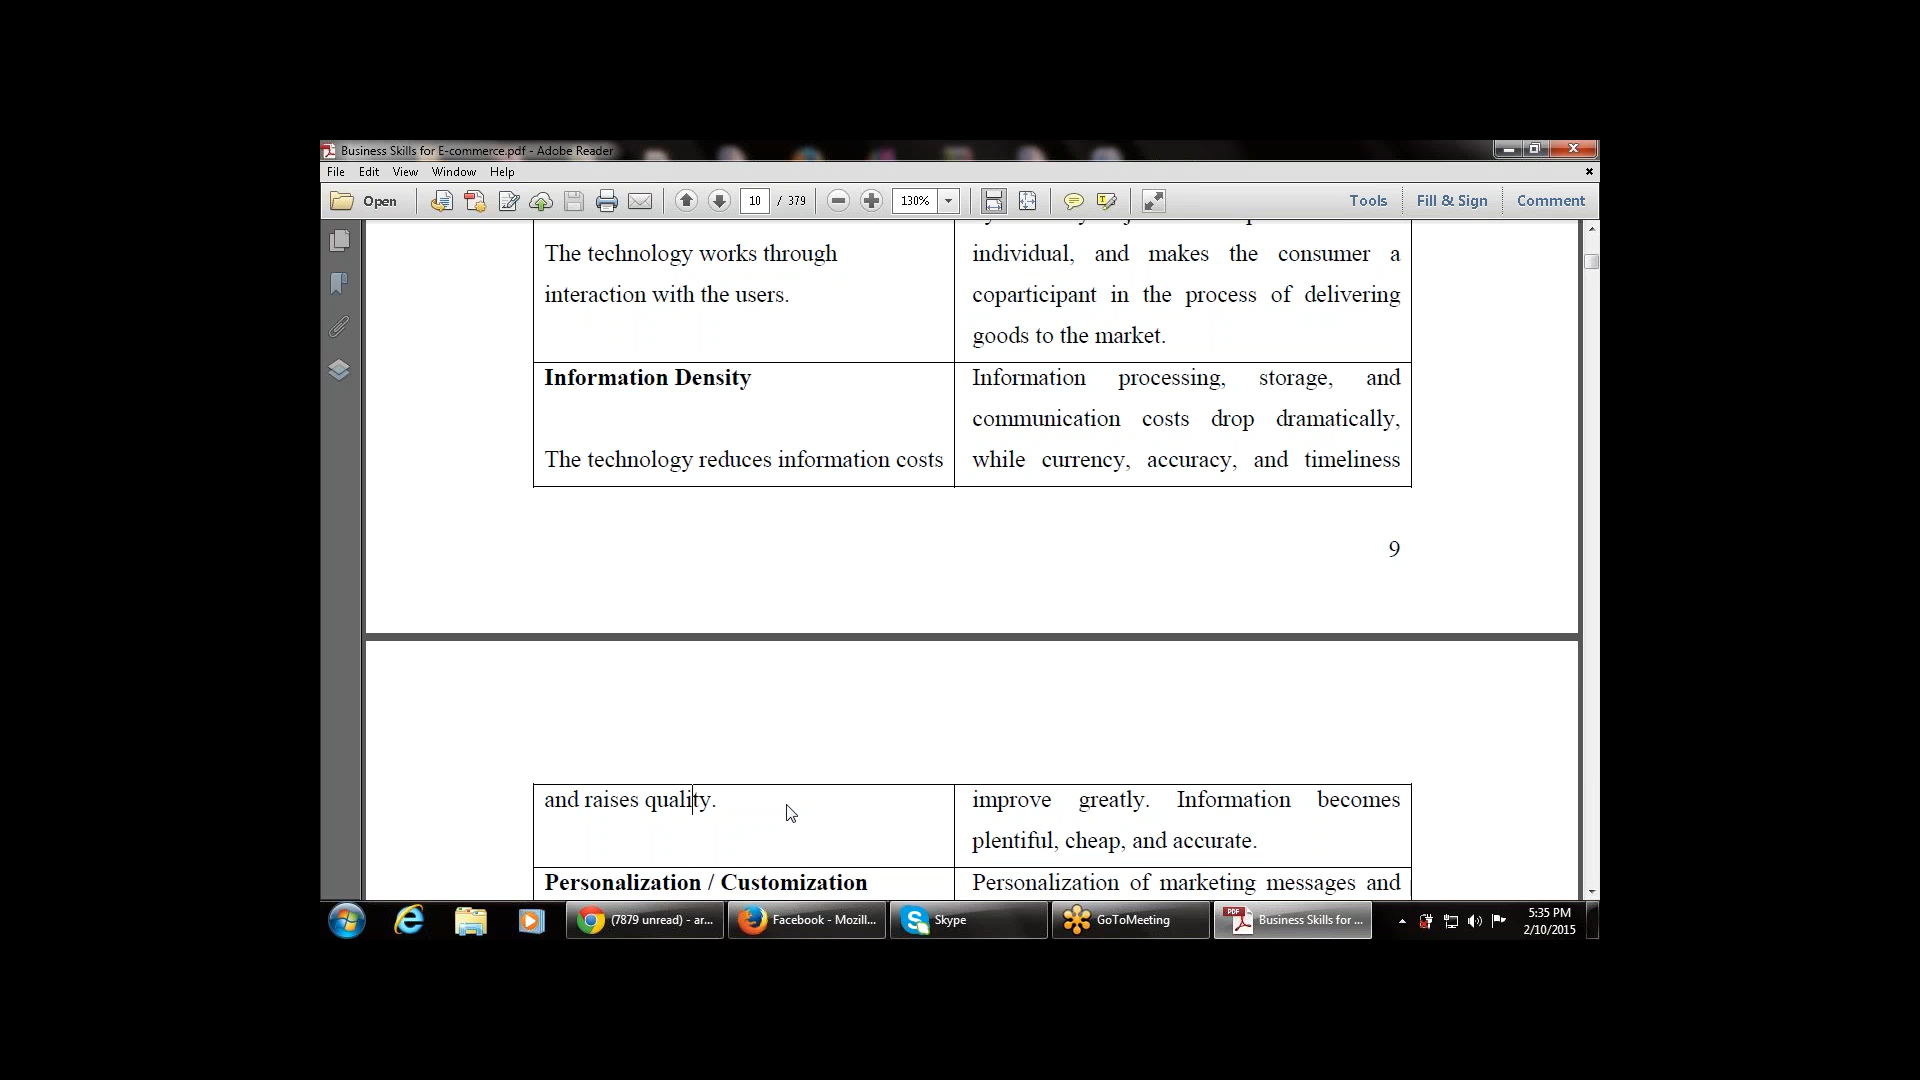 Business Skills for E-commerce.pdf - Adobe Reader
File Edit View Window Help
Open 10 / 379 130% Tools Fill & Sign Comment
The technology works through
interaction with the users.
individual, and makes the consumer a
coparticipant in the process of delivering
goods to the market.
Information Density
The technology reduces information costs
Information processing, storage, and
communication costs drop dramatically,
while currency, accuracy, and timeliness
9
and raises quality.
improve greatly. Information becomes
plentiful, cheap, and accurate.
Personalization / Customization
Personalization of marketing messages and
(7879 unread) - ar... Facebook - Mozill... Skype GoToMeeting PDF Business Skills for ...
5:35 PM
2/10/2015